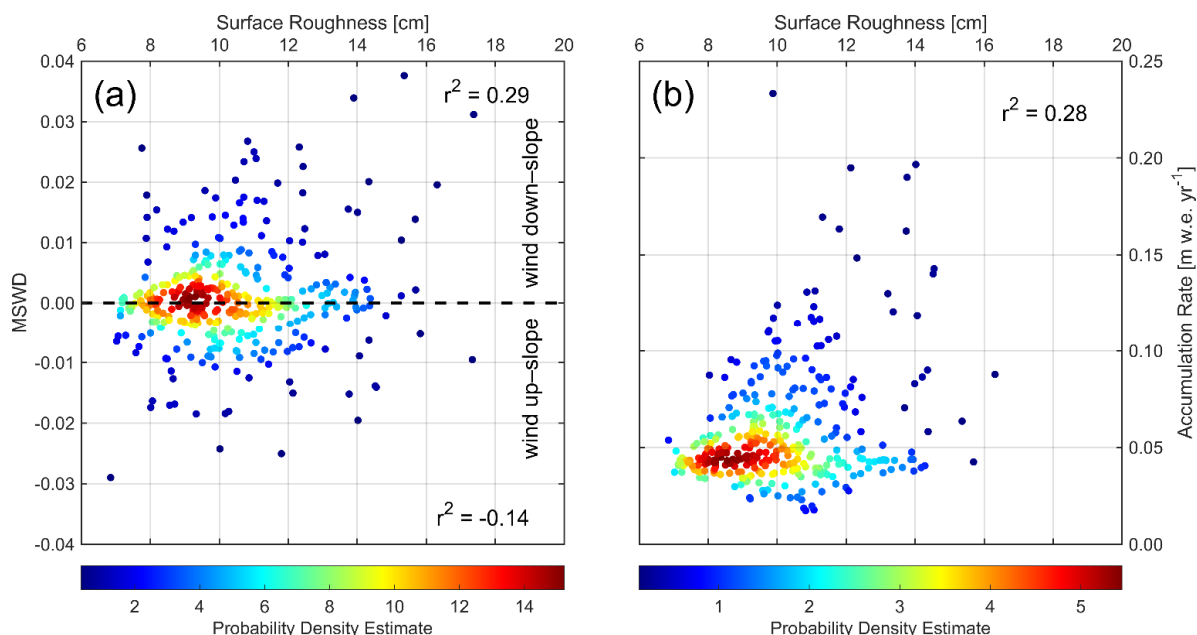 Surface Roughness [cm]
6 8 10 12 14 16 18 20
0.04
0.03
0.02
0.01
0.00
-0.01
-0.02
-0.03
-0.04
MSWD
(a)
r² = 0.29
wind down–slope
wind up–slope
r² = -0.14
2 4 6 8 10 12 14
Probability Density Estimate
Surface Roughness [cm]
6 8 10 12 14 16 18 20
(b)
r² = 0.28
0.25
0.20
0.15
0.10
0.05
0.00
Accumulation Rate [m w.e. yr⁻¹]
1 2 3 4 5
Probability Density Estimate